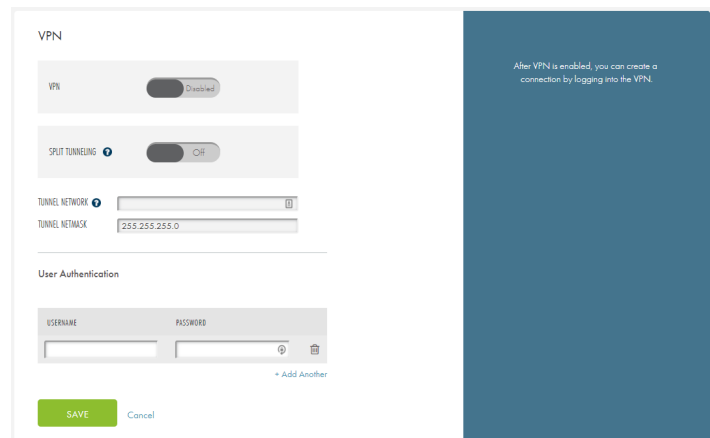 VPN
After VPN is enabled, you can create a
connection by logging into the VPN.
VPN
Disabled
SPLIT TUNNELING ?
Off
TUNNEL NETWORK ?
TUNNEL NETMASK
255.255.255.0
User Authentication
USERNAME PASSWORD
+ Add Another
SAVE Cancel